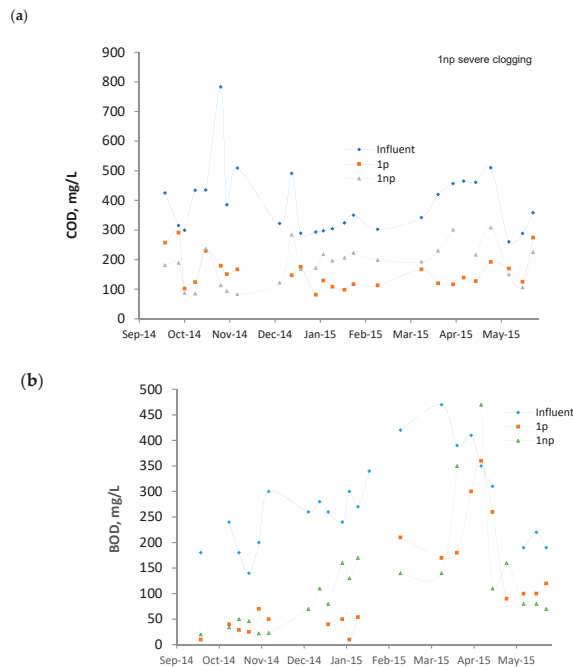 (a)
1np severe clogging
COD, mg/L
900
800
700
600
500
400
300
200
100
0
Influent
1p
1np
Sep-14 Oct-14 Nov-14 Dec-14 Jan-15 Feb-15 Mar-15 Apr-15 May-15
(b)
BOD, mg/L
500
450
400
350
300
250
200
150
100
50
0
Influent
1p
1np
Sep-14 Oct-14 Nov-14 Dec-14 Jan-15 Feb-15 Mar-15 Apr-15 May-15